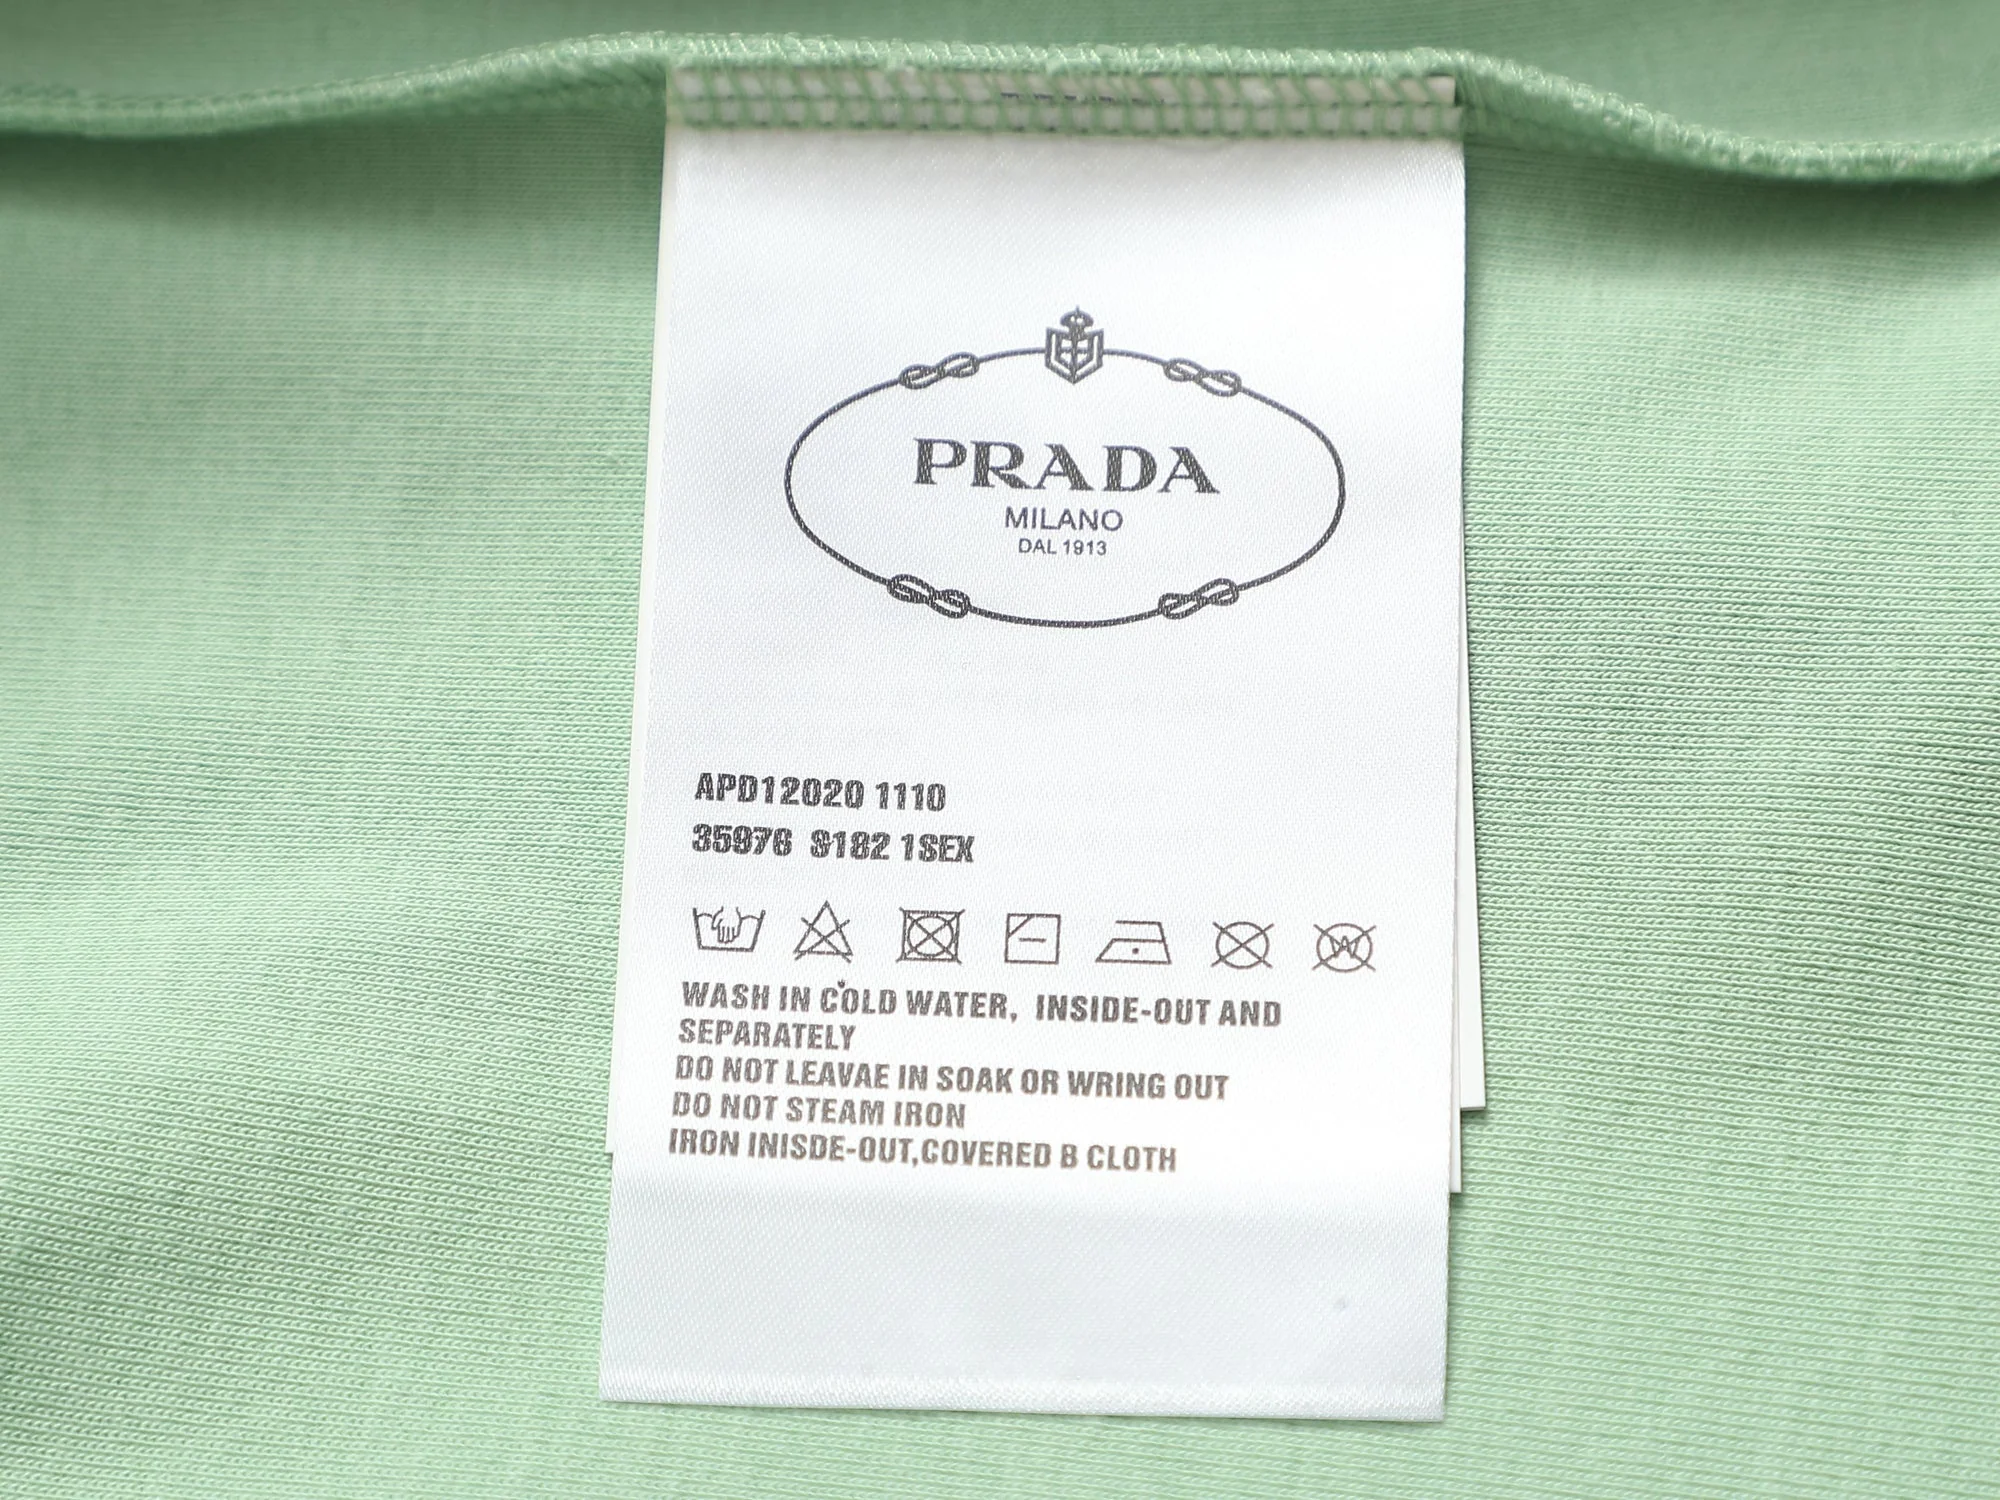 PRADA
MILANO
DAL 1913
APD12020 1110
35976 S182 1SEX
WASH IN COLD WATER, INSIDE-OUT AND
SEPARATELY
DO NOT LEAVAE IN SOAK OR WRING OUT
DO NOT STEAM IRON
IRON INISDE-OUT,COVERED B CLOTH